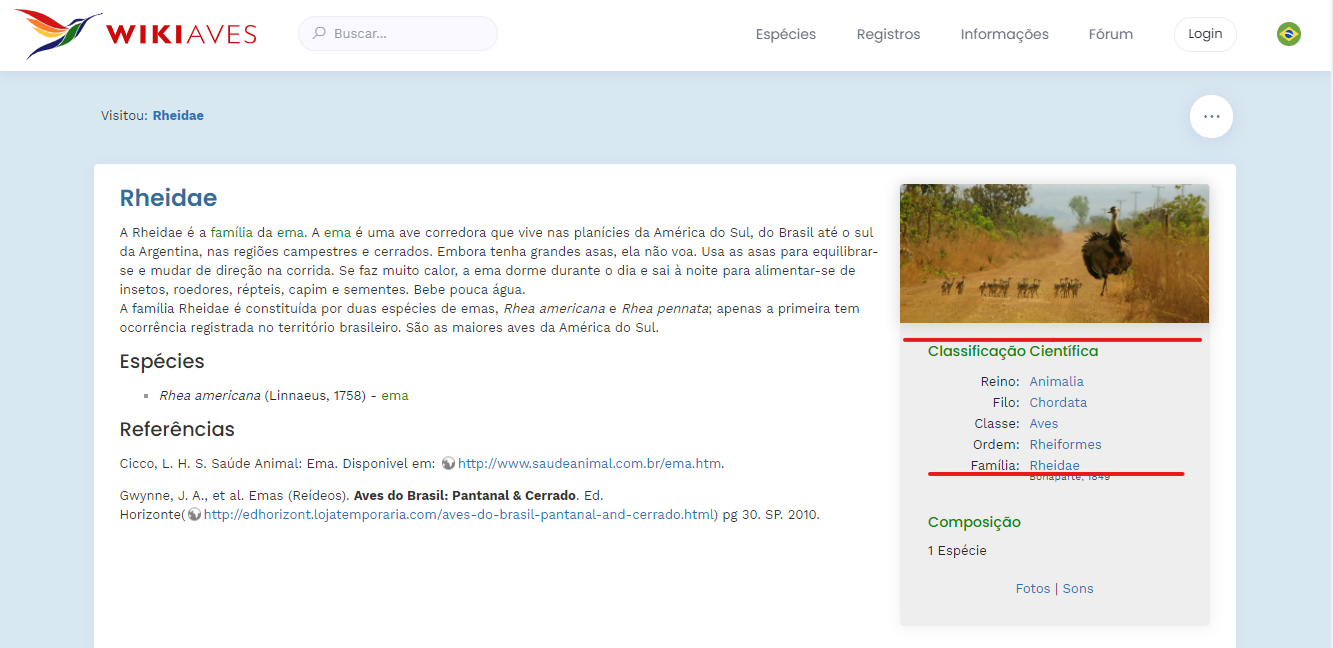 WIKIAVES
Buscar...
Espécies
Registros
Informações
Fórum
Login
Visitou: Rheidae
Rheidae
A Rheidae é a família da ema. A ema é uma ave corredora que vive nas planícies da América do Sul, do Brasil até o sul
da Argentina, nas regiões campestres e cerrados. Embora tenha grandes asas, ela não voa. Usa as asas para equilibrar-
se e mudar de direção na corrida. Se faz muito calor, a ema dorme durante o dia e sai à noite para alimentar-se de
insetos, roedores, répteis, capim e sementes. Bebe pouca água.
A família Rheidae é constituída por duas espécies de emas, Rhea americana e Rhea pennata; apenas a primeira tem
ocorrência registrada no território brasileiro. São as maiores aves da América do Sul.
Espécies
Rhea americana (Linnaeus, 1758) - ema
Referências
Cicco, L. H. S. Saúde Animal: Ema. Disponivel em: http://www.saudeanimal.com.br/ema.htm.
Gwynne, J. A., et al. Emas (Reídeos). Aves do Brasil: Pantanal & Cerrado. Ed.
Horizonte(http://edhorizont.lojatemporaria.com/aves-do-brasil-pantanal-and-cerrado.html) pg 30. SP. 2010.
Classificação Científica
Reino: Animalia
Filo: Chordata
Classe: Aves
Ordem: Rheiformes
Família: Rheidae
Bonaparte, 1849
Composição
1 Espécie
Fotos | Sons